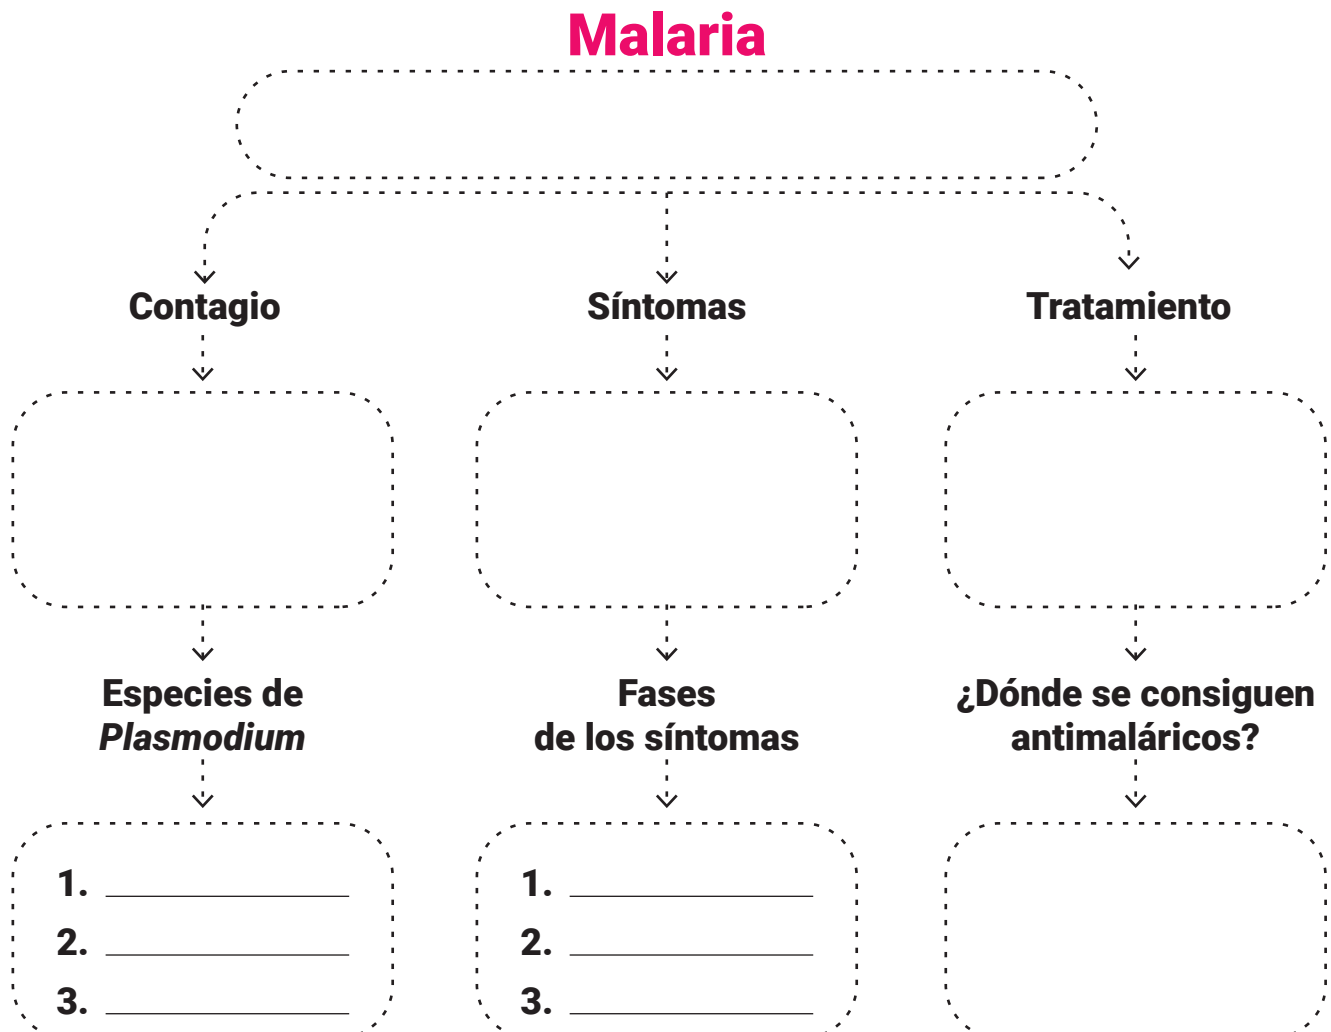 Malaria
Contagio
Síntomas
Tratamiento
Especies de
Plasmodium
Fases
de los síntomas
¿Dónde se consiguen
antimaláricos?
1.
2.
3.
1.
2.
3.